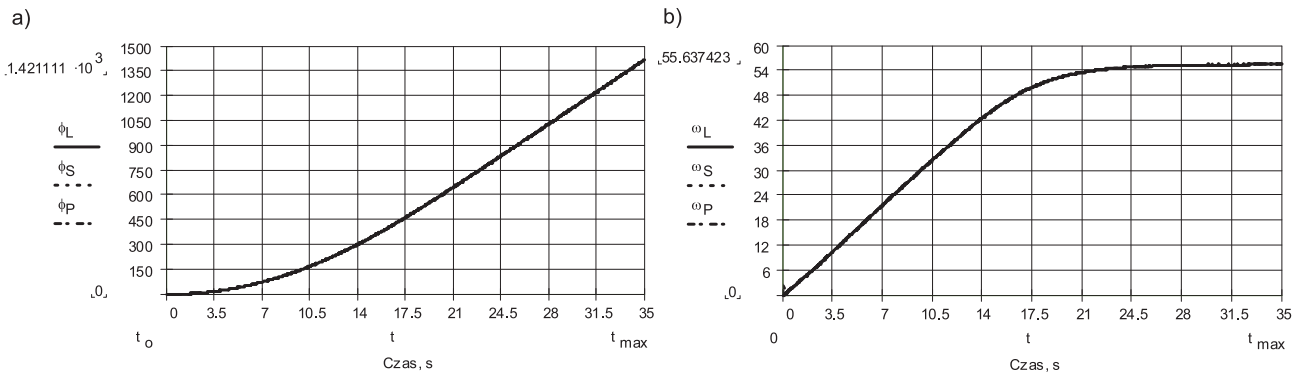 a)
1.421111 ·10³
0
1500
1350
1200
1050
900
750
600
450
300
150
ϕL
ϕS
ϕP
0 3.5 7 10.5 14 17.5 21 24.5 28 31.5 35
to t tmax
Czas, s
b)
55.637423
0
60
54
48
42
36
30
24
18
12
6
ωL
ωS
ωP
0 3.5 7 10.5 14 17.5 21 24.5 28 31.5 35
0 t tmax
Czas, s